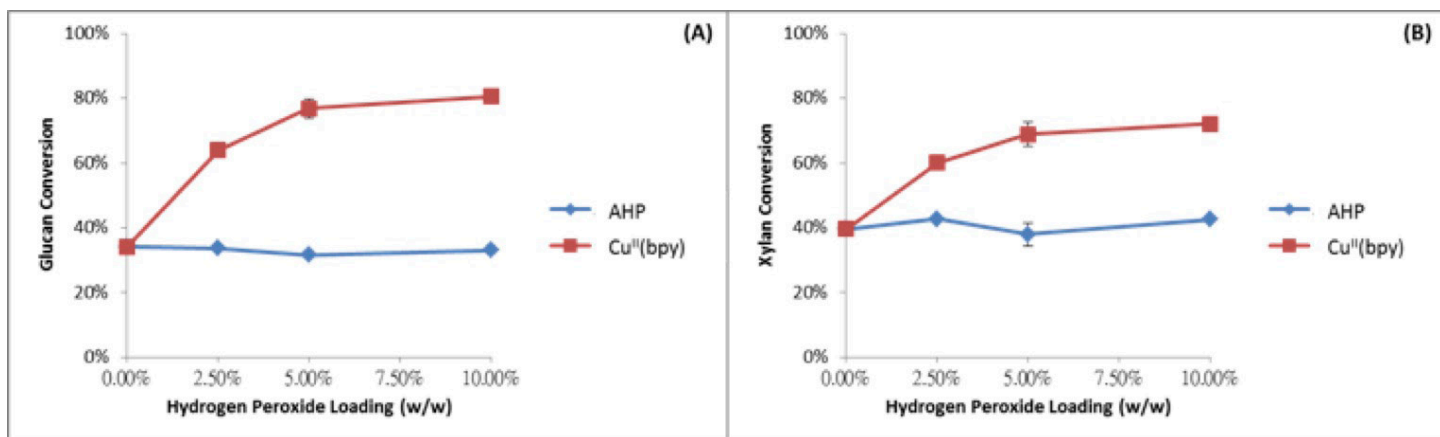 (A)
100%
80%
60%
40%
20%
0%
Glucan Conversion
0.00%
2.50%
5.00%
7.50%
10.00%
Hydrogen Peroxide Loading (w/w)
AHP
Cuᴵᴵ(bpy)
(B)
100%
80%
60%
40%
20%
0%
Xylan Conversion
0.00%
2.50%
5.00%
7.50%
10.00%
Hydrogen Peroxide Loading (w/w)
AHP
Cuᴵᴵ(bpy)